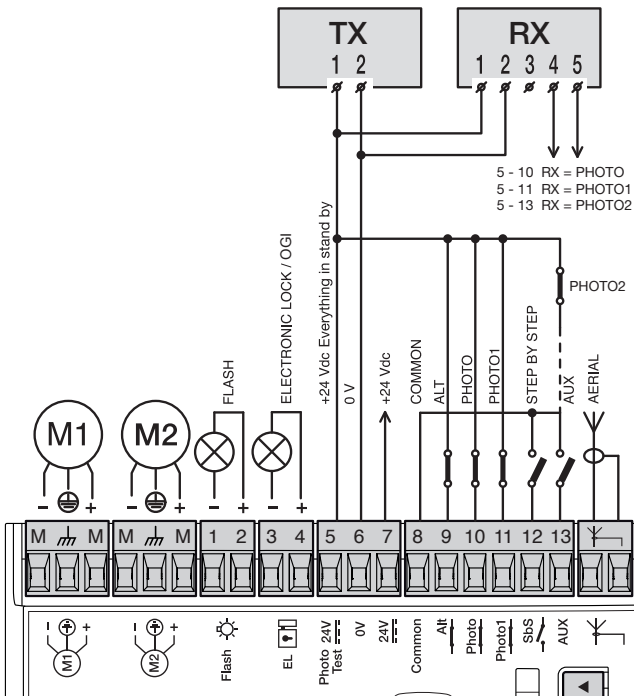 TX
1 2
RX
1 2 3 4 5
5 - 10 RX = PHOTO
5 - 11 RX = PHOTO1
5 - 13 RX = PHOTO2
PHOTO2
FLASH
ELECTRONIC LOCK / OGI
+24 Vdc Everything in stand by
0 V
+24 Vdc
COMMON
ALT
PHOTO
PHOTO1
STEP BY STEP
AUX
AERIAL
M1
- +
M2
- +
- +
- +
M M M M 1 2 3 4 5 6 7 8 9 10 11 12 13
- +
M1
- +
M2
Flash
EL
Photo 24V
Test
0V
24V
Common
Alt
Photo
Photo1
SbS
AUX